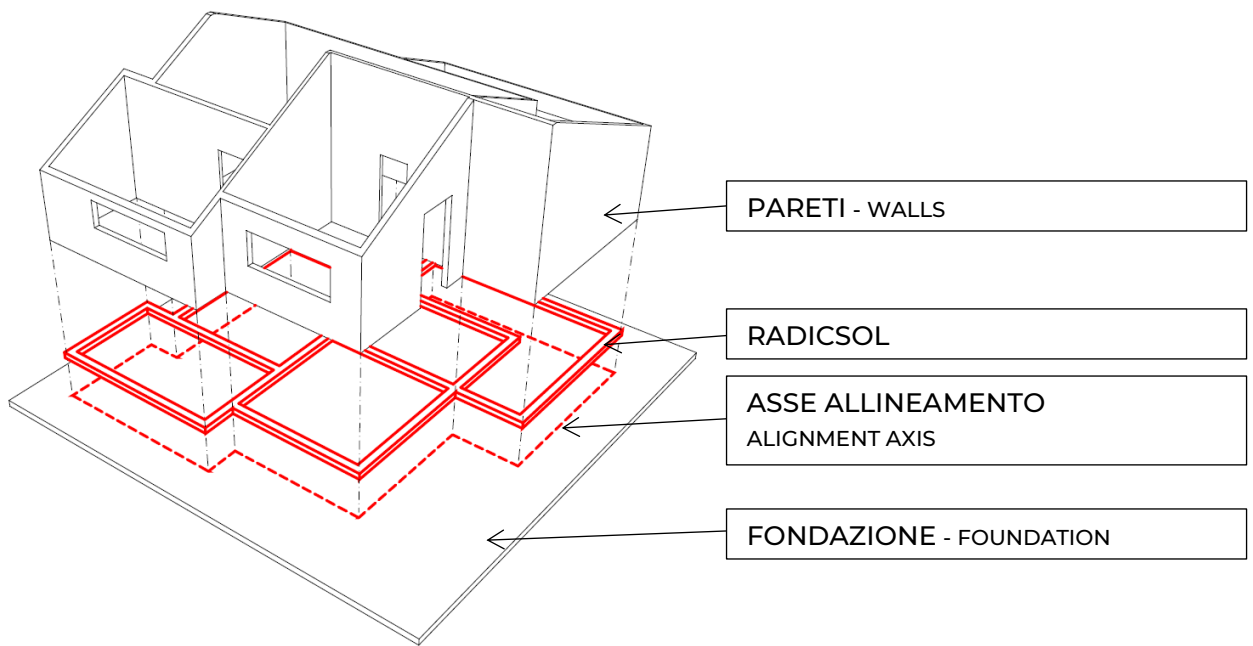 PARETI - WALLS
RADICSOL
ASSE ALLINEAMENTO
ALIGNMENT AXIS
FONDAZIONE - FOUNDATION